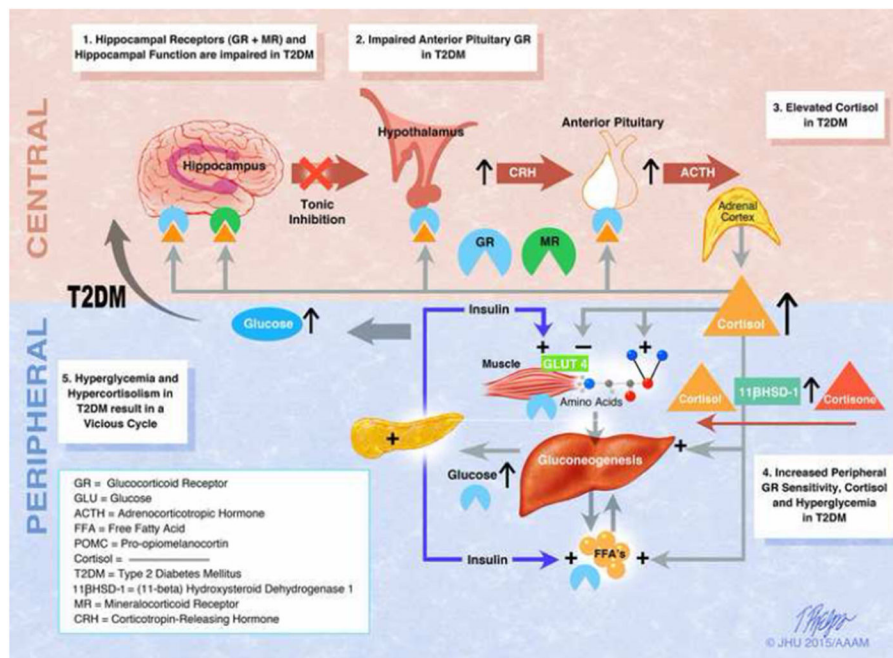 1. Hippocampal Receptors (GR + MR) and
Hippocampal Function are impaired in T2DM
2. Impaired Anterior Pituitary GR
in T2DM
3. Elevated Cortisol
in T2DM
CENTRAL
Hippocampus
Tonic
Inhibition
Hypothalamus
CRH
Anterior Pituitary
ACTH
Adrenal
Cortex
GR
MR
T2DM
PERIPHERAL
Glucose
Insulin
+
−
+
Cortisol
Muscle
GLUT 4
Amino Acids
Cortisol
11βHSD-1
Cortisone
5. Hyperglycemia and
Hypercortisolism in
T2DM result in a
Vicious Cycle
+
Glucose
Gluconeogenesis
+
4. Increased Peripheral
GR Sensitivity, Cortisol
and Hyperglycemia
in T2DM
Insulin
+
FFA's
+
GR = Glucocorticoid Receptor
GLU = Glucose
ACTH = Adrenocorticotropic Hormone
FFA = Free Fatty Acid
POMC = Pro-opiomelanocortin
Cortisol =
T2DM = Type 2 Diabetes Mellitus
11βHSD-1 = (11-beta) Hydroxysteroid Dehydrogenase 1
MR = Mineralocorticoid Receptor
CRH = Corticotropin-Releasing Hormone
© JHU 2015/AAAM